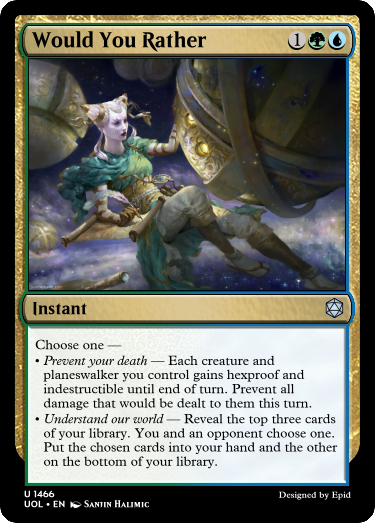 Would You Rather 1
Instant
Choose one —
• Prevent your death — Each creature and
planeswalker you control gains hexproof and
indestructible until end of turn. Prevent all
damage that would be dealt to them this turn.
• Understand our world — Reveal the top three cards
of your library. You and an opponent choose one.
Put the chosen cards into your hand and the other
on the bottom of your library.
U 1466
UOL • EN Santin Halimic Designed by Epid